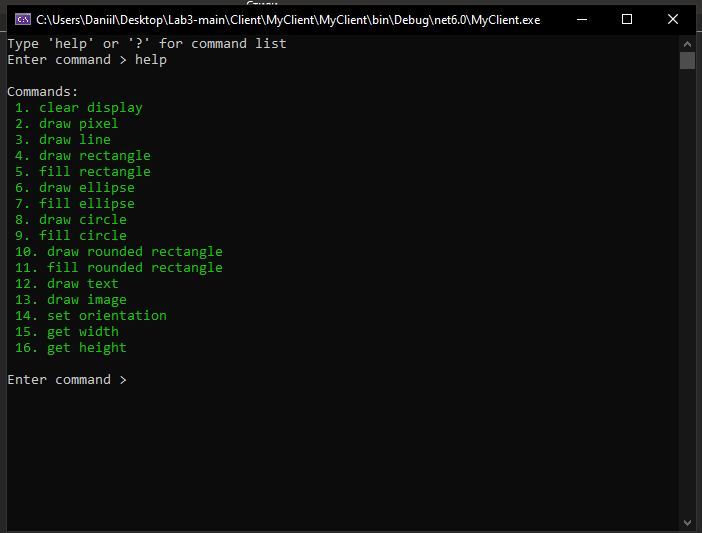 C:\Users\Daniil\Desktop\Lab3-main\Client\MyClient\MyClient\bin\Debug\net6.0\MyClient.exe
Type 'help' or '?' for command list
Enter command > help
Commands:
1. clear display
2. draw pixel
3. draw line
4. draw rectangle
5. fill rectangle
6. draw ellipse
7. fill ellipse
8. draw circle
9. fill circle
10. draw rounded rectangle
11. fill rounded rectangle
12. draw text
13. draw image
14. set orientation
15. get width
16. get height
Enter command >